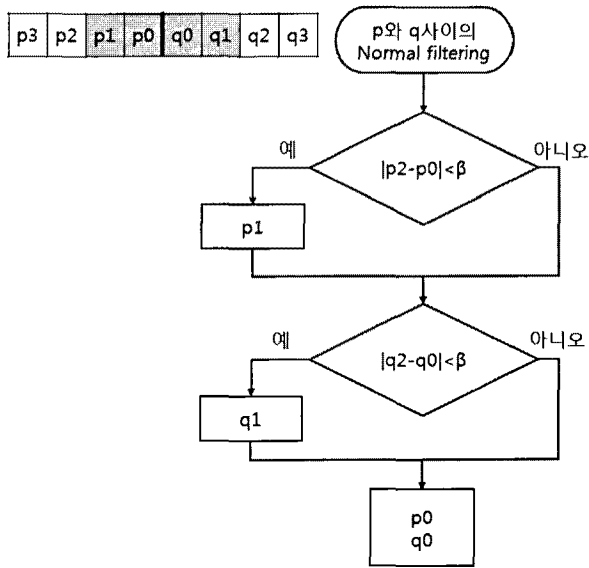 p3 p2 p1 p0 q0 q1 q2 q3
p와 q사이의
Normal filtering
|p2-p0|<β
예
아니오
p1
|q2-q0|<β
예
아니오
q1
p0
q0